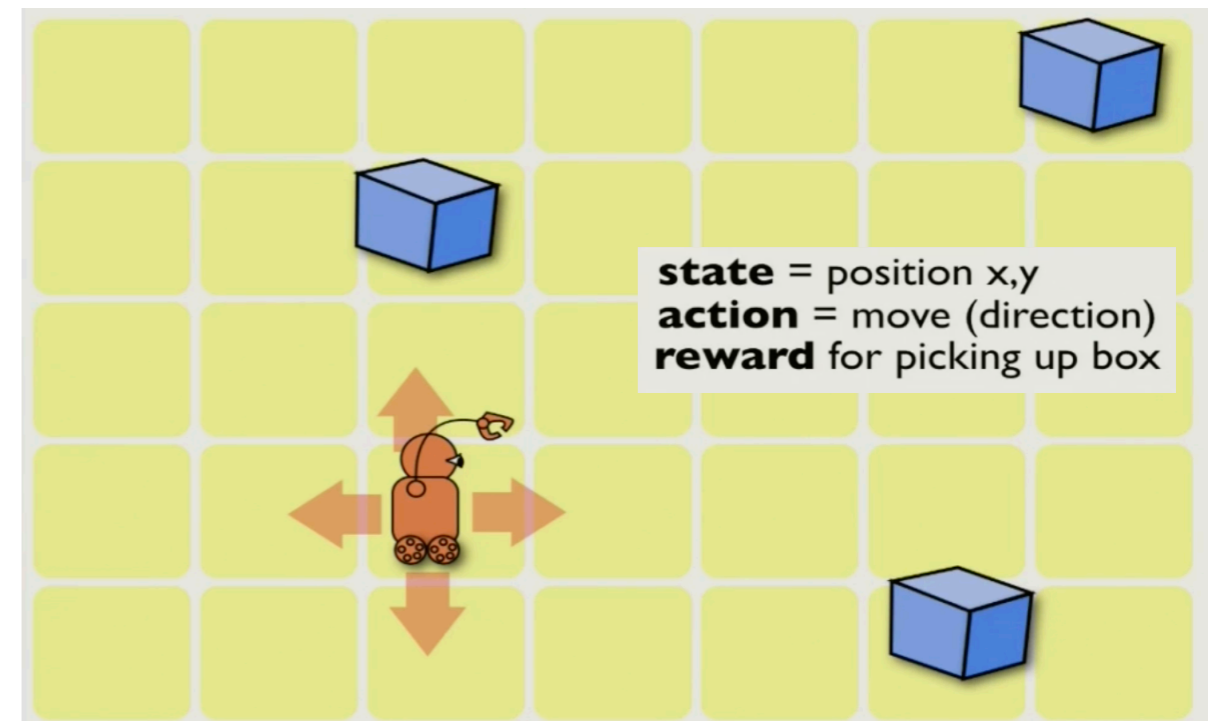 state = position x,y
action = move (direction)
reward for picking up box